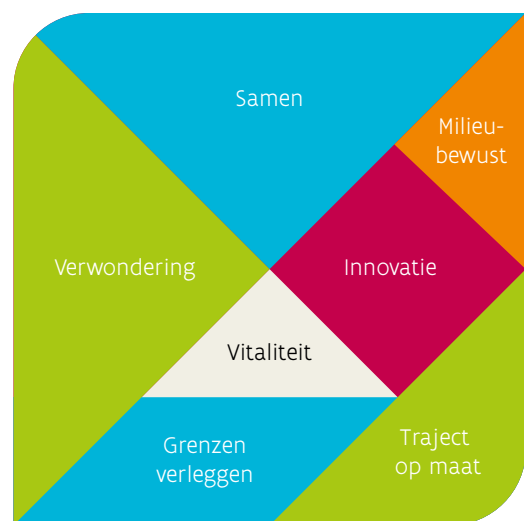 Samen
Milieu-
bewust
Verwondering
Innovatie
Vitaliteit
Grenzen
verleggen
Traject
op maat